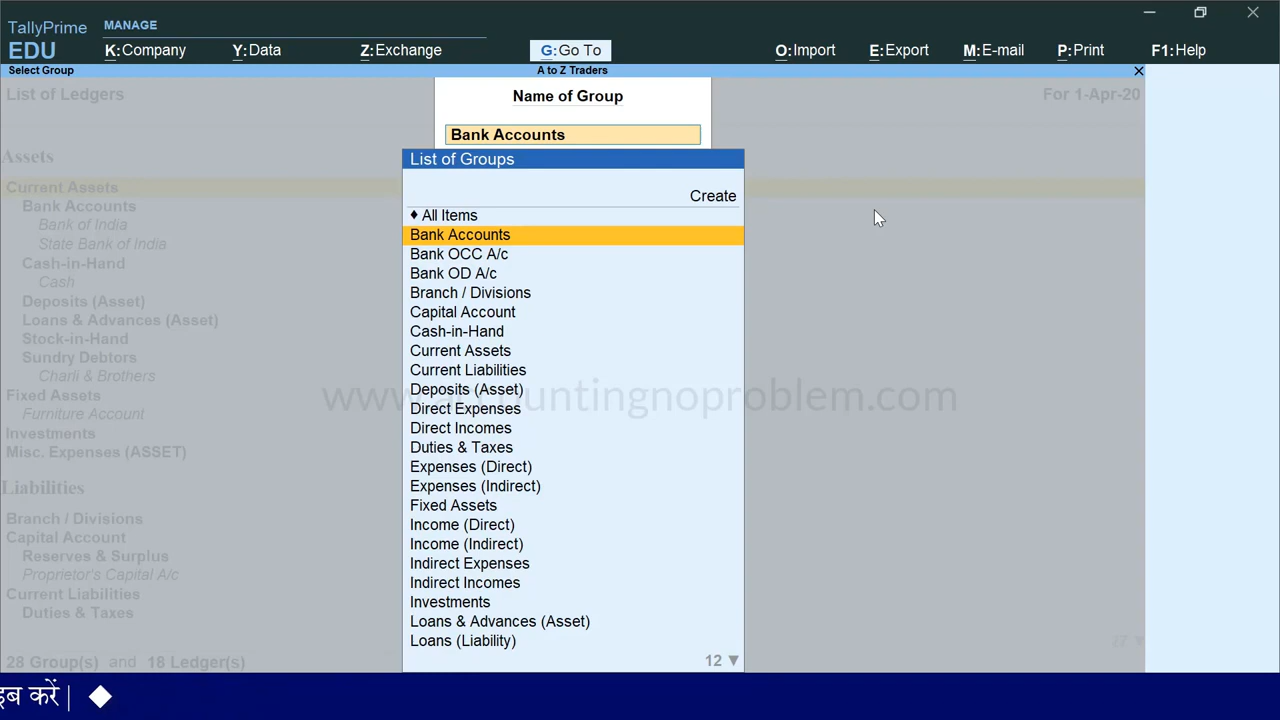 TallyPrime
EDU
MANAGE
K:Company Y:Data Z:Exchange G:Go To O:Import E:Export M:E-mail P:Print F1:Help
Select Group A to Z Traders
List of Ledgers For 1-Apr-20
Assets
Current Assets
Bank Accounts
Bank of India
State Bank of India
Cash-in-Hand
Cash
Deposits (Asset)
Loans & Advances (Asset)
Stock-in-Hand
Sundry Debtors
Charli & Brothers
Fixed Assets
Furniture Account
Investments
Misc. Expenses (ASSET)
Liabilities
Branch / Divisions
Capital Account
Reserves & Surplus
Proprietor's Capital A/c
Current Liabilities
Duties & Taxes
28 Group(s) and 18 Ledger(s)
27 ▼
Name of Group
Bank Accounts
List of Groups
Create
♦ All Items
Bank Accounts
Bank OCC A/c
Bank OD A/c
Branch / Divisions
Capital Account
Cash-in-Hand
Current Assets
Current Liabilities
Deposits (Asset)
Direct Expenses
Direct Incomes
Duties & Taxes
Expenses (Direct)
Expenses (Indirect)
Fixed Assets
Income (Direct)
Income (Indirect)
Indirect Expenses
Indirect Incomes
Investments
Loans & Advances (Asset)
Loans (Liability)
12 ▼
www.accountingnoproblem.com
करें | ◆